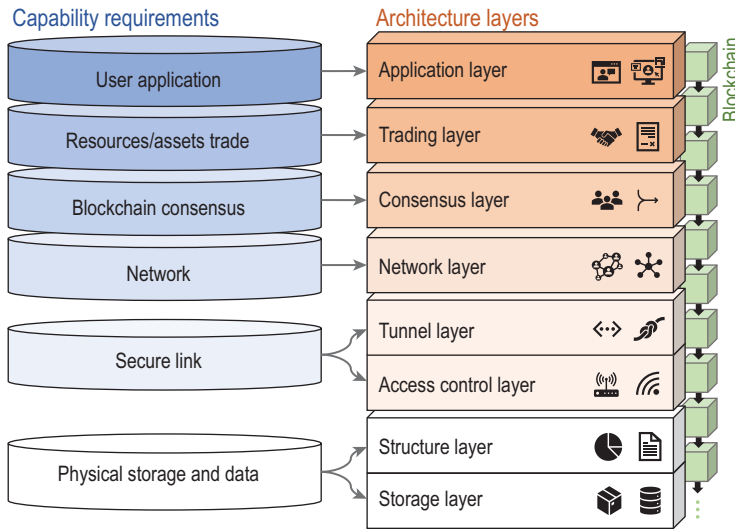 Capability requirements
Architecture layers
User application
Application layer
Resources/assets trade
Trading layer
Blockchain consensus
Consensus layer
Network
Network layer
Secure link
Tunnel layer
Access control layer
Physical storage and data
Structure layer
Storage layer
Blockchain